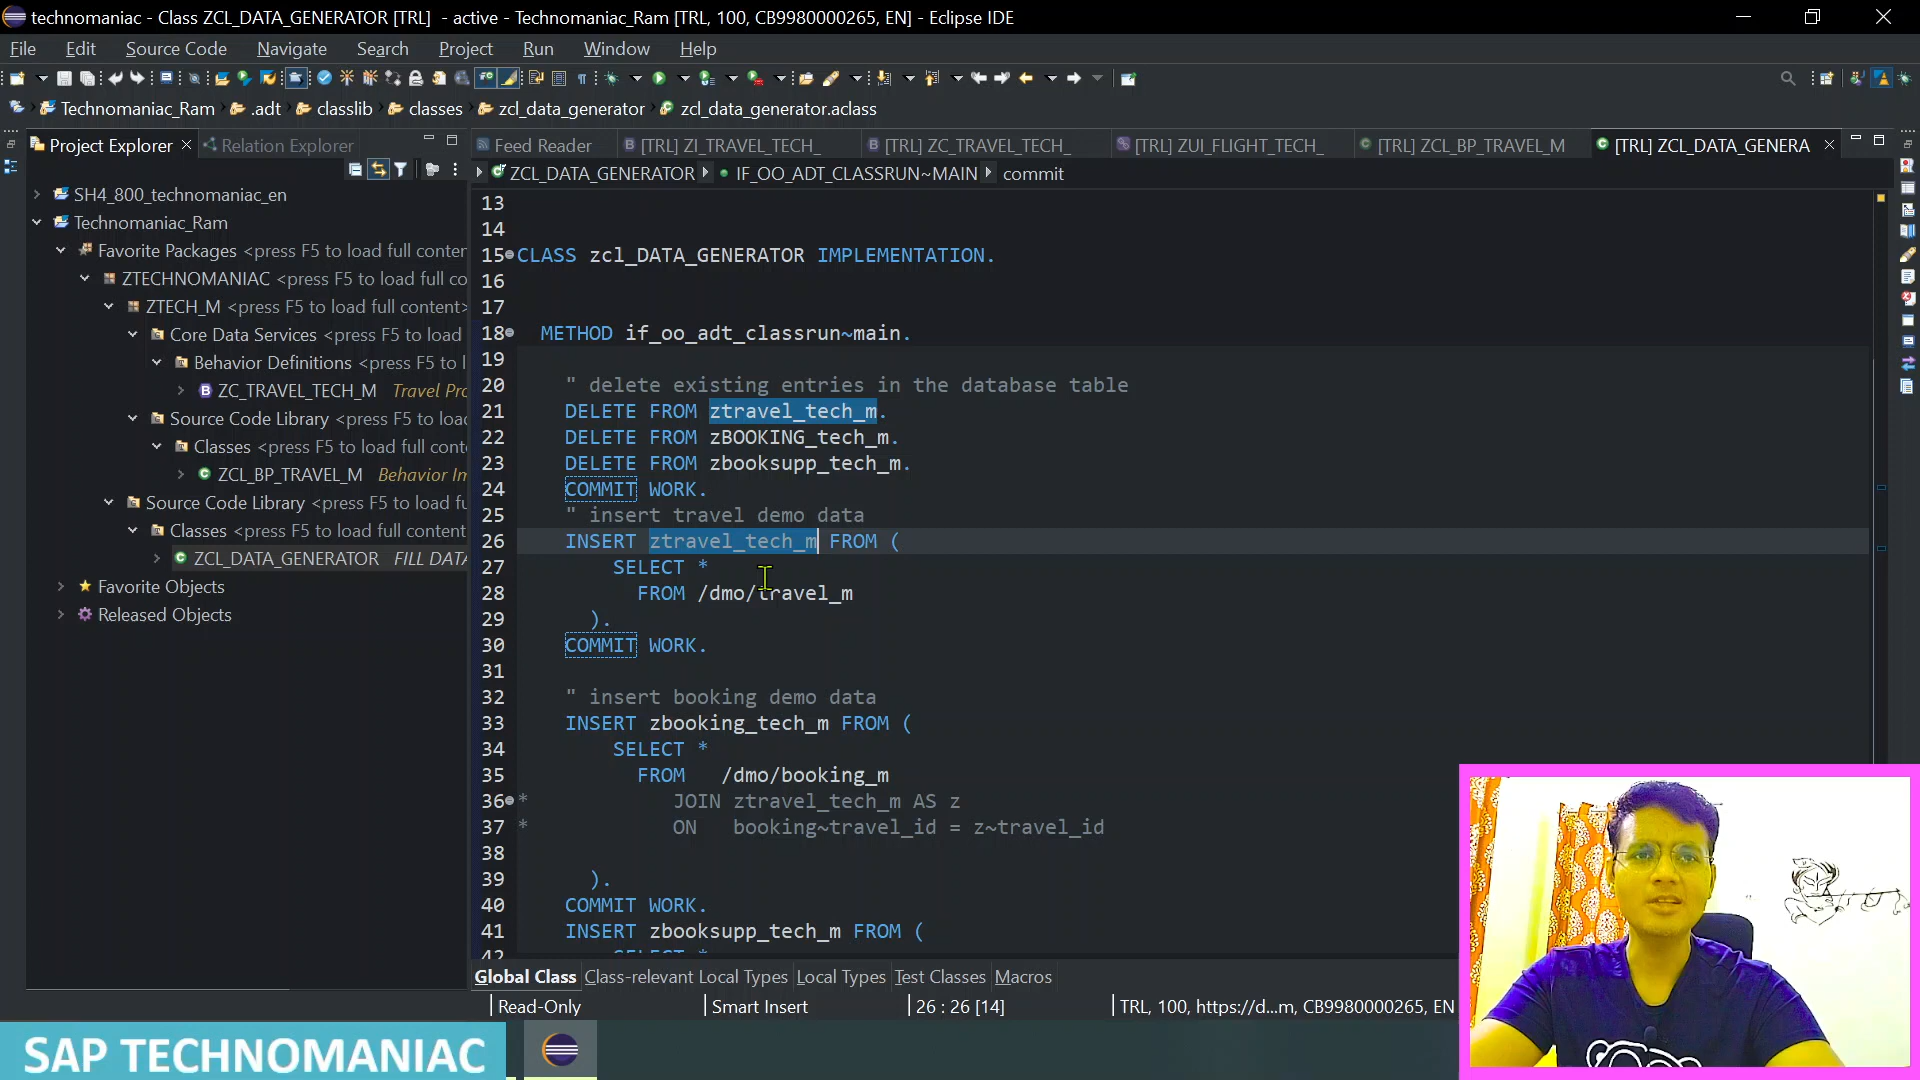 technomaniac - Class ZCL_DATA_GENERATOR [TRL] - active - Technomaniac_Ram [TRL, 100, CB9980000265, EN] - Eclipse IDE
File Edit Source Code Navigate Search Project Run Window Help
Technomaniac_Ram .adt classlib classes zcl_data_generator zcl_data_generator.aclass
Project Explorer Relation Explorer
Feed Reader [TRL] ZI_TRAVEL_TECH_ [TRL] ZC_TRAVEL_TECH_ [TRL] ZUI_FLIGHT_TECH_ [TRL] ZCL_BP_TRAVEL_M [TRL] ZCL_DATA_GENERA
ZCL_DATA_GENERATOR IF_OO_ADT_CLASSRUN~MAIN commit
SH4_800_technomaniac_en
Technomaniac_Ram
Favorite Packages <press F5 to load full conter
ZTECHNOMANIAC <press F5 to load full co
ZTECH_M <press F5 to load full content>
Core Data Services <press F5 to load
Behavior Definitions <press F5 to l
ZC_TRAVEL_TECH_M Travel Pro
Source Code Library <press F5 to load
Classes <press F5 to load full cont
ZCL_BP_TRAVEL_M Behavior In
Source Code Library <press F5 to load fu
Classes <press F5 to load full content
ZCL_DATA_GENERATOR FILL DATA
Favorite Objects
Released Objects
13
14
15 CLASS zcl_DATA_GENERATOR IMPLEMENTATION.
16
17
18 METHOD if_oo_adt_classrun~main.
19
20 " delete existing entries in the database table
21 DELETE FROM ztravel_tech_m.
22 DELETE FROM zBOOKING_tech_m.
23 DELETE FROM zbooksupp_tech_m.
24 COMMIT WORK.
25 " insert travel demo data
26 INSERT ztravel_tech_m FROM (
27 SELECT *
28 FROM /dmo/travel_m
29 ).
30 COMMIT WORK.
31
32 " insert booking demo data
33 INSERT zbooking_tech_m FROM (
34 SELECT *
35 FROM /dmo/booking_m
36 * JOIN ztravel_tech_m AS z
37 * ON booking~travel_id = z~travel_id
38
39 ).
40 COMMIT WORK.
41 INSERT zbooksupp_tech_m FROM (
42 SELECT *
Global Class Class-relevant Local Types Local Types Test Classes Macros
Read-Only Smart Insert 26 : 26 [14] TRL, 100, https://d...m, CB9980000265, EN
SAP TECHNOMANIAC